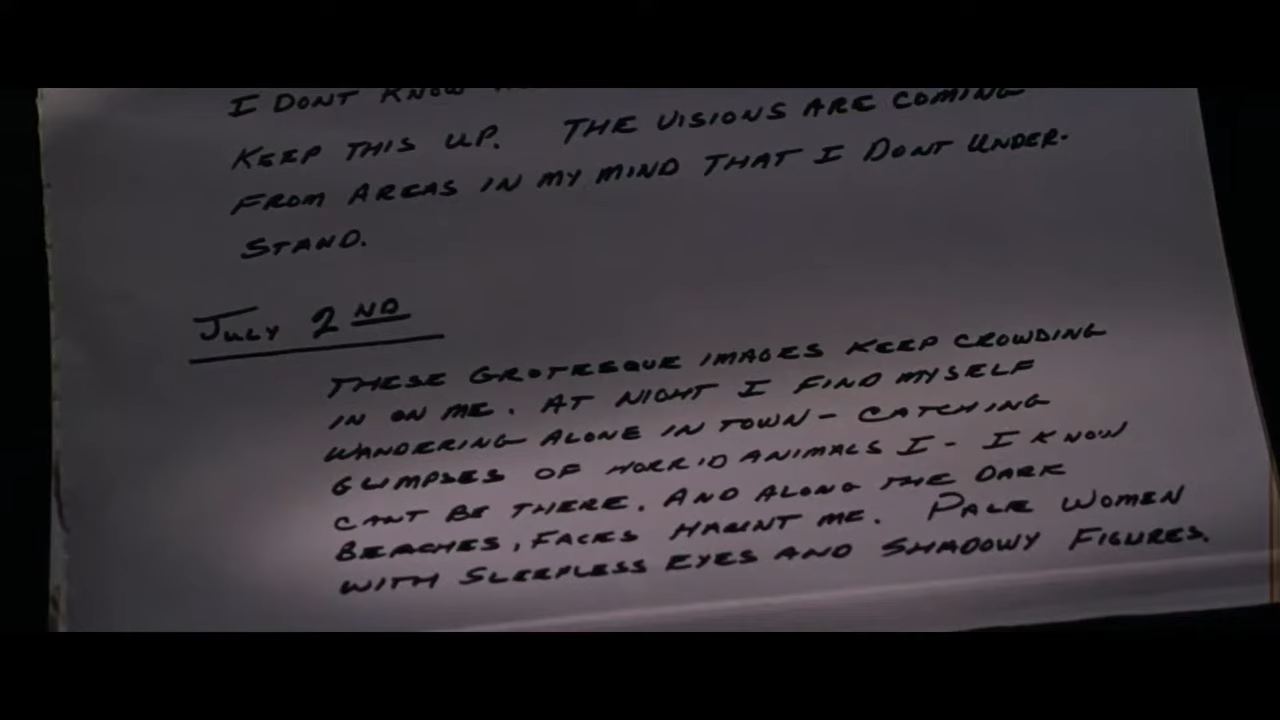 I DONT KNOW
KEEP THIS UP. THE VISIONS ARE COMING
FROM AREAS IN MY MIND THAT I DONT UNDER-
STAND.
JULY 2ND
THESE GROTESQUE IMAGES KEEP CROWDING
IN ON ME. AT NIGHT I FIND MYSELF
WANDERING ALONE IN TOWN - CATCHING
GLIMPSES OF HORRID ANIMALS I - I KNOW
CANT BE THERE. AND ALONG THE DARK
BEACHES, FACES HAUNT ME. PALE WOMEN
WITH SLEEPLESS EYES AND SHADOWY FIGURES.